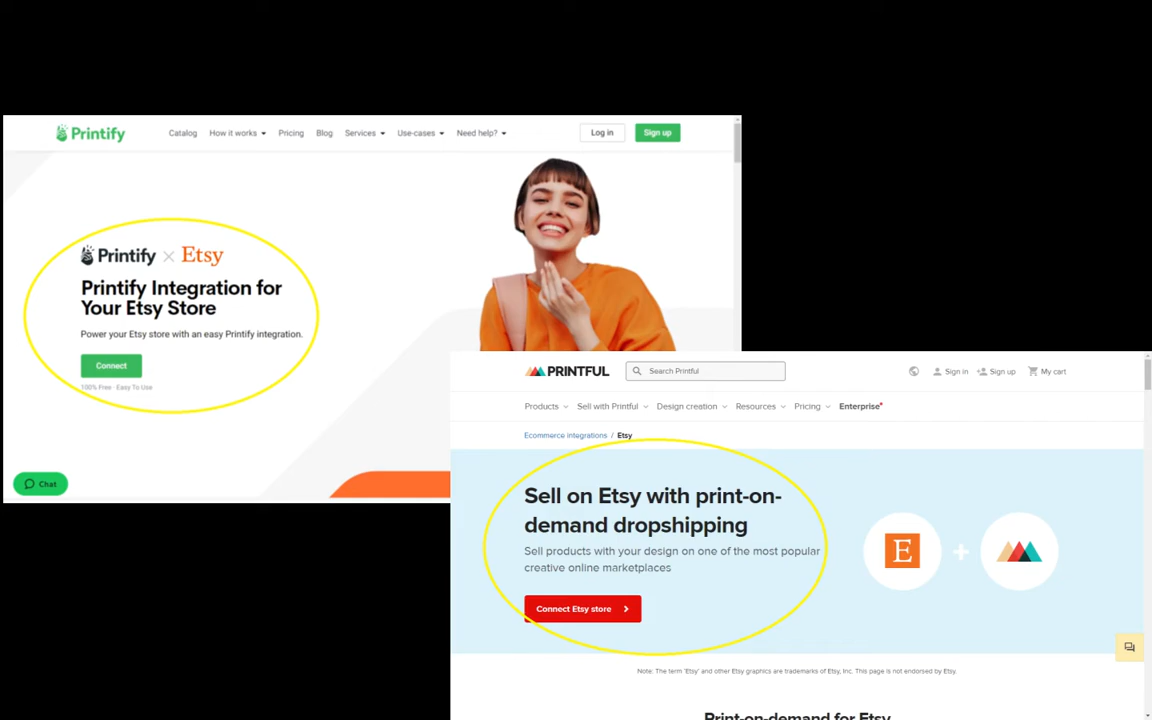 Printify
Catalog How it works Pricing Blog Services Use-cases Need help? Log in Sign up
Printify × Etsy
Printify Integration for
Your Etsy Store
Power your Etsy store with an easy Printify integration.
Connect
100% Free · Easy To Use
Chat
PRINTFUL Search Printful Sign in Sign up My cart
Products Sell with Printful Design creation Resources Pricing Enterprise
Ecommerce integrations / Etsy
Sell on Etsy with print-on-
demand dropshipping
Sell products with your design on one of the most popular
creative online marketplaces
Connect Etsy store
E +
Note: The term "Etsy" and other Etsy graphics are trademarks of Etsy, Inc. This page is not endorsed by Etsy.
Print-on-demand for Etsy